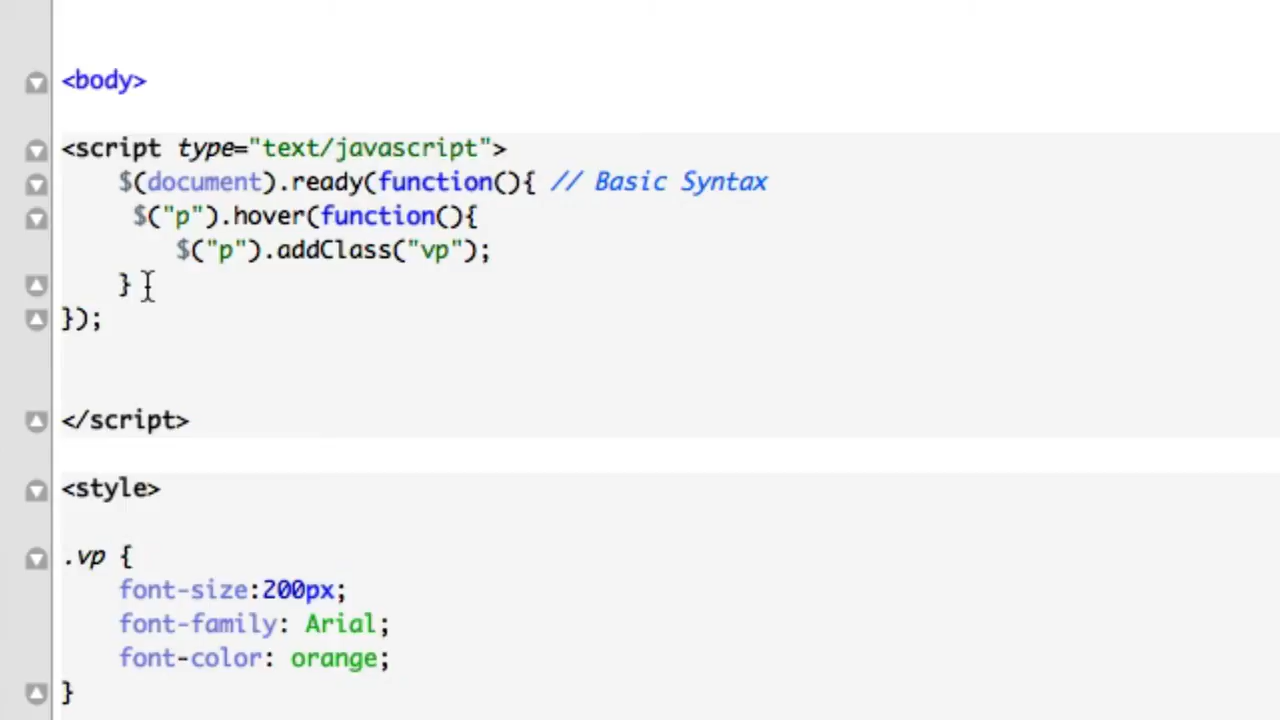 <body>
<script type="text/javascript">
$(document).ready(function(){ // Basic Syntax
$("p").hover(function(){
$("p").addClass("vp");
}
});
</script>
<style>
.vp {
font-size:200px;
font-family: Arial;
font-color: orange;
}